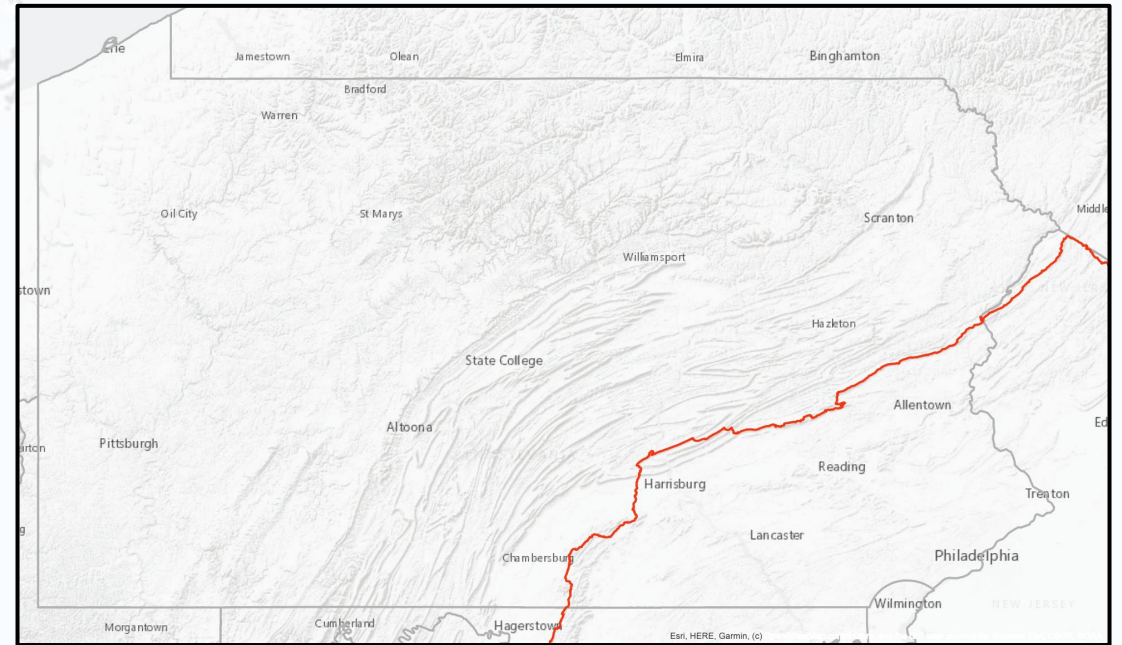 Erie
Jamestown
Olean
Elmira
Binghamton
Bradford
Warren
Oil City
St Marys
Scranton
Middle
Williamsport
stown
NEW JERSEY
Hazleton
State College
Allentown
Altoona
Ed
Pittsburgh
arton
Reading
Harrisburg
Trenton
g
Lancaster
Chambersburg
Philadelphia
Wilmington
NEW JERSEY
Morgantown
Cumberland
Hagerstown
Esri, HERE, Garmin, (c)